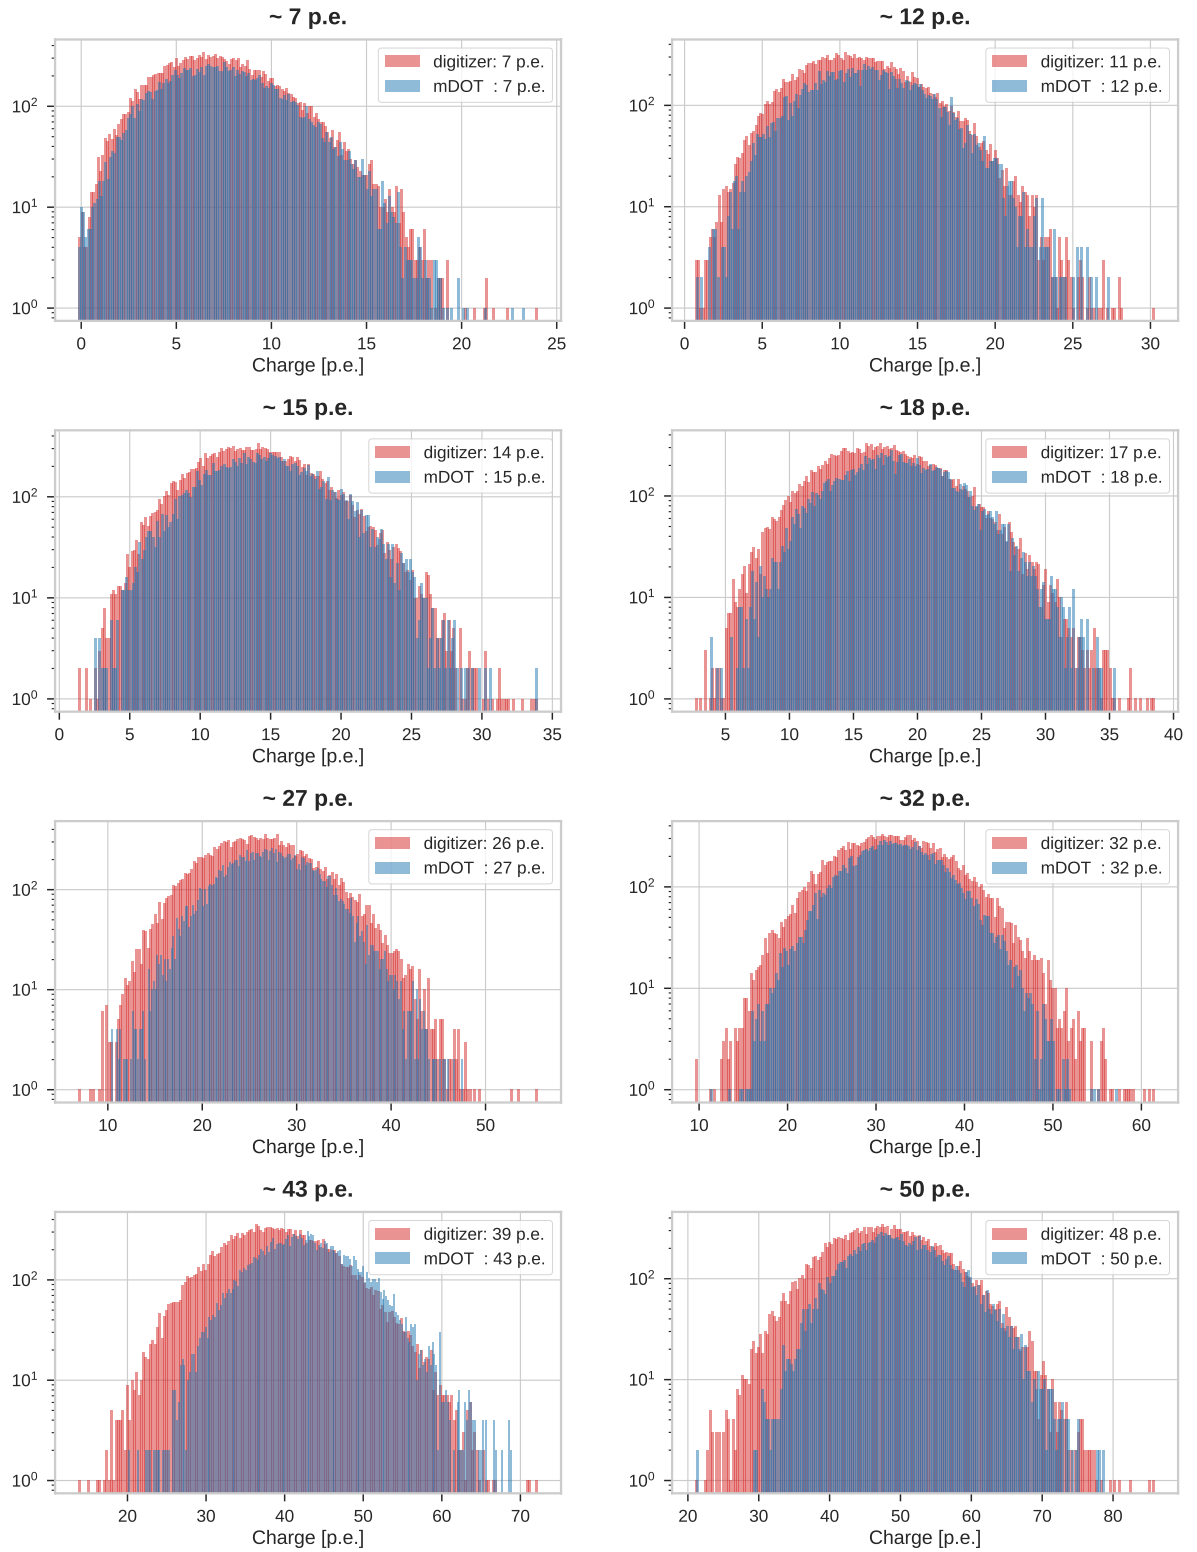 ~ 7 p.e.
digitizer: 7 p.e.
mDOT : 7 p.e.
10²
10¹
10⁰
0 5 10 15 20 25
Charge [p.e.]
~ 12 p.e.
digitizer: 11 p.e.
mDOT : 12 p.e.
10²
10¹
10⁰
0 5 10 15 20 25 30
Charge [p.e.]
~ 15 p.e.
digitizer: 14 p.e.
mDOT : 15 p.e.
10²
10¹
10⁰
0 5 10 15 20 25 30 35
Charge [p.e.]
~ 18 p.e.
digitizer: 17 p.e.
mDOT : 18 p.e.
10²
10¹
10⁰
5 10 15 20 25 30 35 40
Charge [p.e.]
~ 27 p.e.
digitizer: 26 p.e.
mDOT : 27 p.e.
10²
10¹
10⁰
10 20 30 40 50
Charge [p.e.]
~ 32 p.e.
digitizer: 32 p.e.
mDOT : 32 p.e.
10²
10¹
10⁰
10 20 30 40 50 60
Charge [p.e.]
~ 43 p.e.
digitizer: 39 p.e.
mDOT : 43 p.e.
10²
10¹
10⁰
20 30 40 50 60 70
Charge [p.e.]
~ 50 p.e.
digitizer: 48 p.e.
mDOT : 50 p.e.
10²
10¹
10⁰
20 30 40 50 60 70 80
Charge [p.e.]